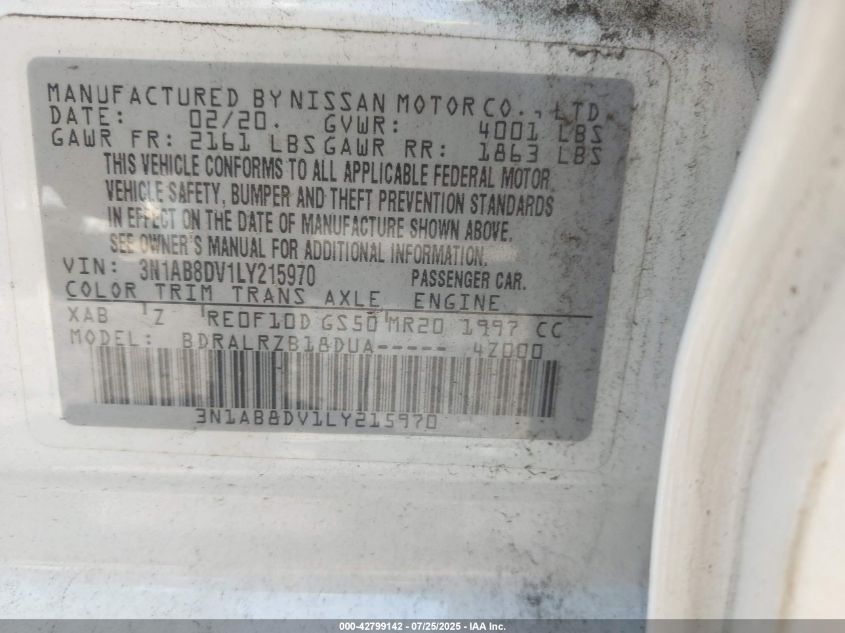 MANUFACTURED BY NISSAN MOTOR CO., LTD
DATE: 02/20. GVWR: 4001 LBS
GAWR FR: 2161 LBS GAWR RR: 1863 LBS
THIS VEHICLE CONFORMS TO ALL APPLICABLE FEDERAL MOTOR
VEHICLE SAFETY, BUMPER AND THEFT PREVENTION STANDARDS
IN EFFECT ON THE DATE OF MANUFACTURE SHOWN ABOVE.
SEE OWNER'S MANUAL FOR ADDITIONAL INFORMATION.
VIN: 3N1AB8DV1LY215970 PASSENGER CAR.
COLOR TRIM TRANS AXLE ENGINE
XAB Z RE0F10D GS50 MR20 1997 CC
MODEL: BDRALRZB18DUA----- 4Z000
3N1AB8DV1LY215970
000-42799142 - 07/25/2025 - IAA Inc.